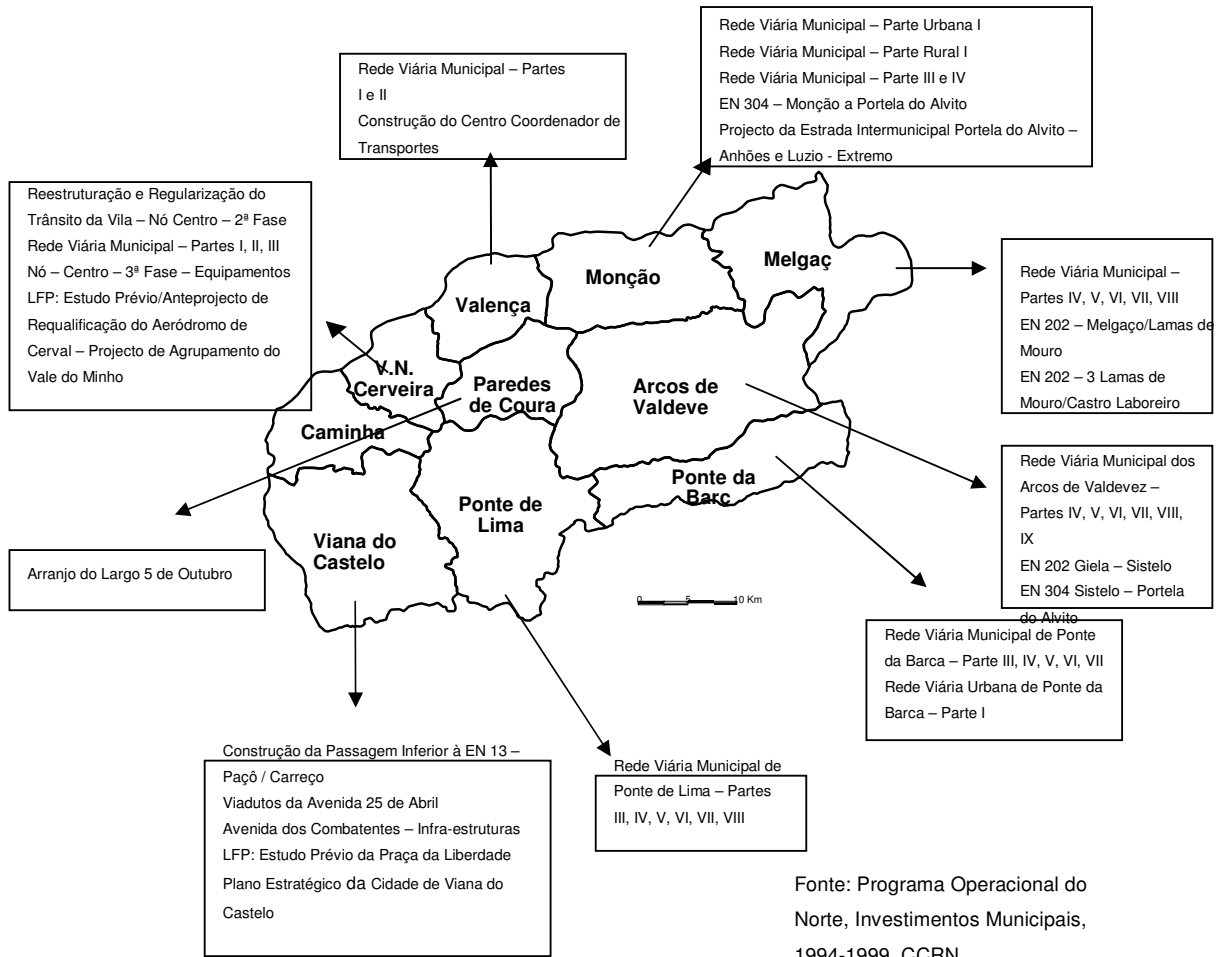 Rede Viária Municipal – Parte Urbana I
Rede Viária Municipal – Parte Rural I
Rede Viária Municipal – Parte III e IV
EN 304 – Monção a Portela do Alvito
Projecto da Estrada Intermunicipal Portela do Alvito –
Anhões e Luzio - Extremo
Rede Viária Municipal – Partes
I e II
Construção do Centro Coordenador de
Transportes
Reestruturação e Regularização do
Trânsito da Vila – Nó Centro – 2ª Fase
Rede Viária Municipal – Partes I, II, III
Nó – Centro – 3ª Fase – Equipamentos
LFP: Estudo Prévio/Anteprojecto de
Requalificação do Aeródromo de
Cerval – Projecto de Agrupamento do
Vale do Minho
Melgaç
Monção
Valença
V.N.
Cerveira
Paredes
de Coura
Arcos de
Valdeve
Caminha
Ponte da
Barc
Ponte de
Lima
Viana do
Castelo
Rede Viária Municipal –
Partes IV, V, VI, VII, VIII
EN 202 – Melgaço/Lamas de
Mouro
EN 202 – 3 Lamas de
Mouro/Castro Laboreiro
Rede Viária Municipal dos
Arcos de Valdevez –
Partes IV, V, VI, VII, VIII,
IX
EN 202 Giela – Sistelo
EN 304 Sistelo – Portela
do Alvito
Arranjo do Largo 5 de Outubro
0 5 10 Km
Rede Viária Municipal de Ponte
da Barca – Parte III, IV, V, VI, VII
Rede Viária Urbana de Ponte da
Barca – Parte I
Construção da Passagem Inferior à EN 13 –
Paçô / Carreço
Viadutos da Avenida 25 de Abril
Avenida dos Combatentes – Infra-estruturas
LFP: Estudo Prévio da Praça da Liberdade
Plano Estratégico da Cidade de Viana do
Castelo
Rede Viária Municipal de
Ponte de Lima – Partes
III, IV, V, VI, VII, VIII
Fonte: Programa Operacional do
Norte, Investimentos Municipais,
1994-1999, CCRN